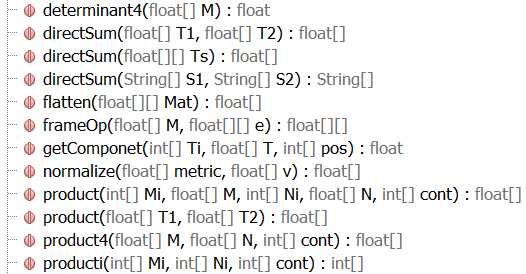 determinant4(float[] M) : float
directSum(float[] T1, float[] T2) : float[]
directSum(float[][] Ts) : float[]
directSum(String[] S1, String[] S2) : String[]
flatten(float[][] Mat) : float[]
frameOp(float[] M, float[][] e) : float[][]
getComponet(int[] Ti, float[] T, int[] pos) : float
normalize(float[] metric, float[] v) : float[]
product(int[] Mi, float[] M, int[] Ni, float[] N, int[] cont) : float[]
product(float[] T1, float[] T2) : float[]
product4(float[] M, float[] N, int[] cont) : float[]
producti(int[] Mi, int[] Ni, int[] cont) : int[]